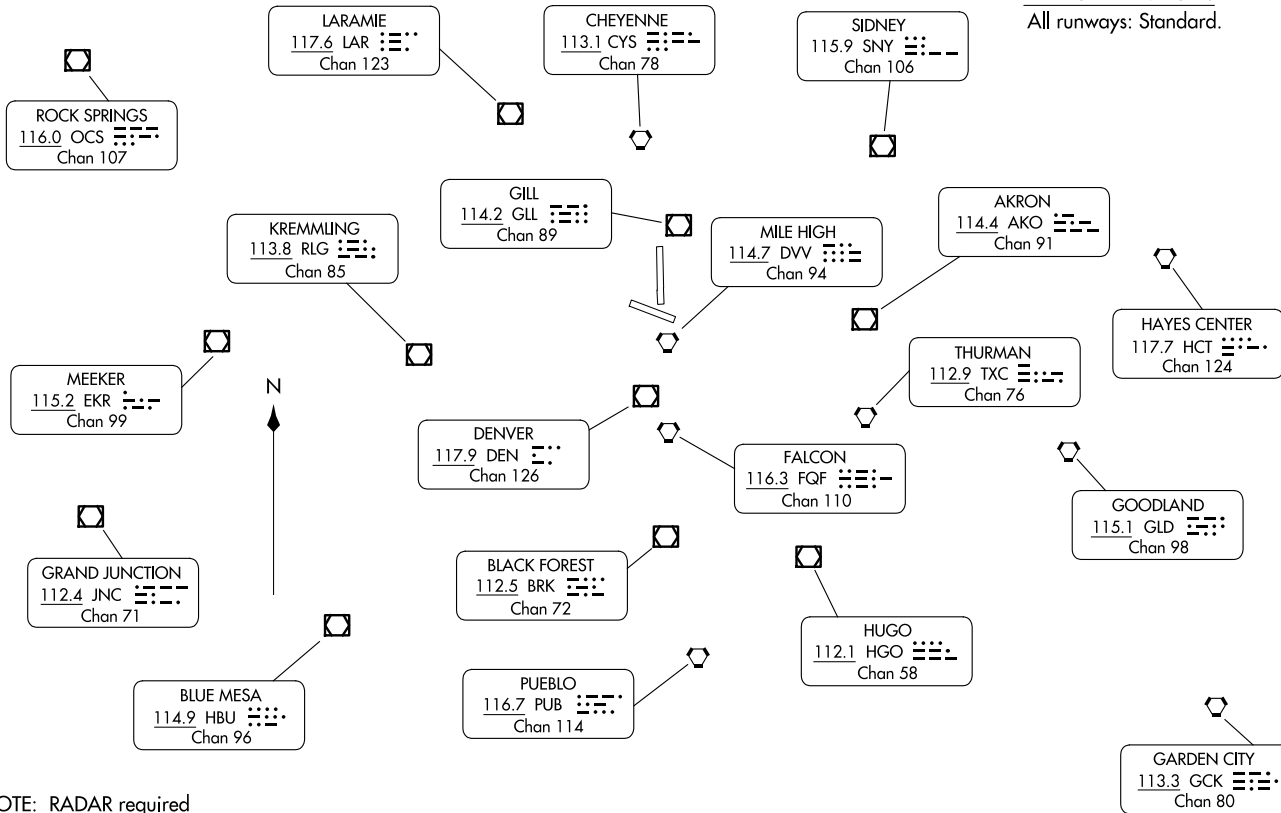 All runways: Standard.
LARAMIE
117.6 LAR
Chan 123
CHEYENNE
113.1 CYS
Chan 78
SIDNEY
115.9 SNY
Chan 106
ROCK SPRINGS
116.0 OCS
Chan 107
GILL
114.2 GLL
Chan 89
AKRON
114.4 AKO
Chan 91
KREMMLING
113.8 RLG
Chan 85
MILE HIGH
114.7 DVV
Chan 94
HAYES CENTER
117.7 HCT
Chan 124
THURMAN
112.9 TXC
Chan 76
MEEKER
115.2 EKR
Chan 99
N
DENVER
117.9 DEN
Chan 126
FALCON
116.3 FQF
Chan 110
GOODLAND
115.1 GLD
Chan 98
GRAND JUNCTION
112.4 JNC
Chan 71
BLACK FOREST
112.5 BRK
Chan 72
HUGO
112.1 HGO
Chan 58
BLUE MESA
114.9 HBU
Chan 96
PUEBLO
116.7 PUB
Chan 114
GARDEN CITY
113.3 GCK
Chan 80
OTE: RADAR required